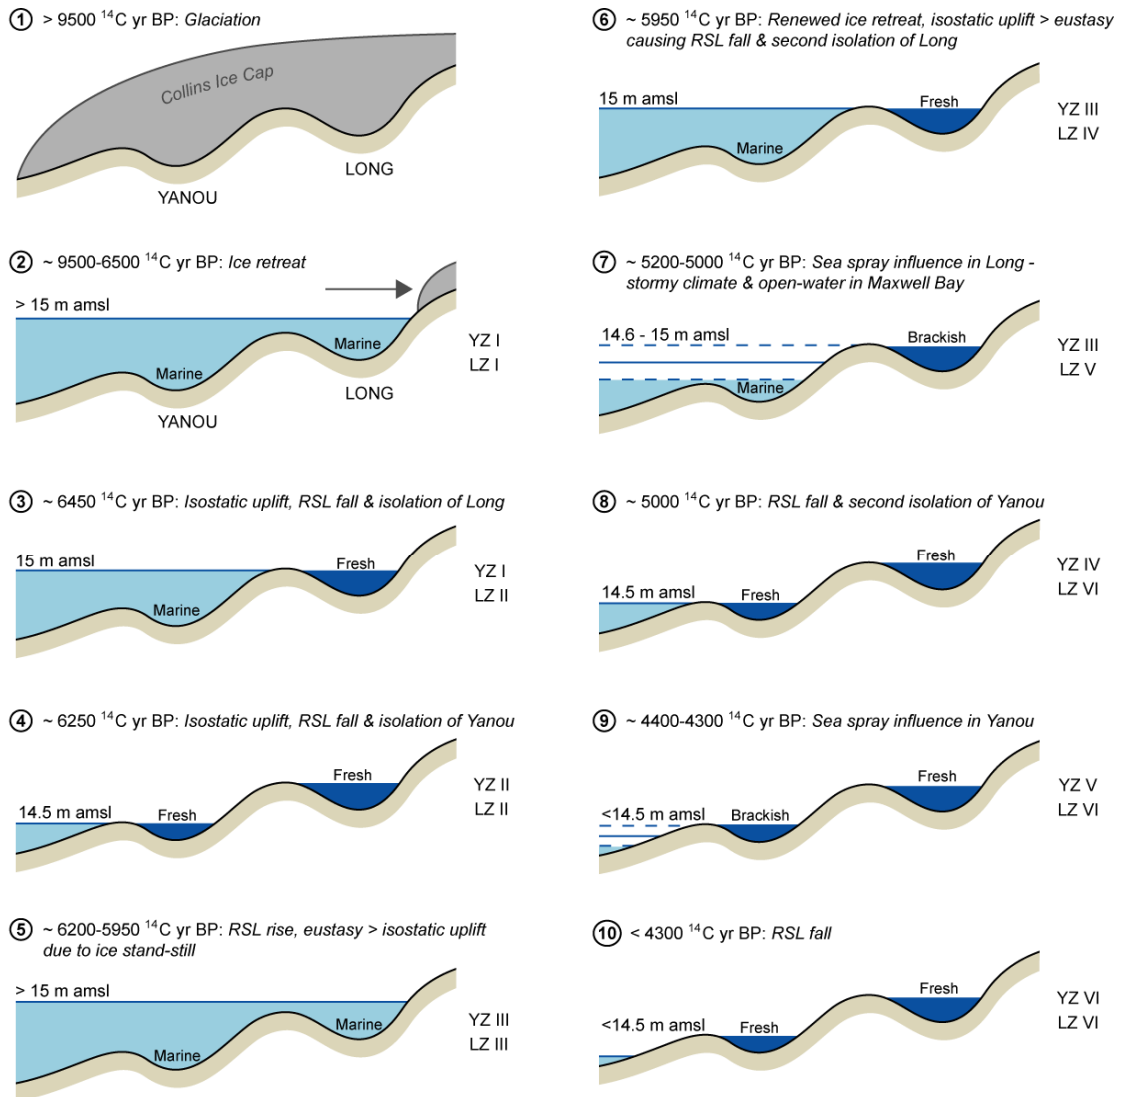 1 > 9500 ¹⁴C yr BP: Glaciation
Collins Ice Cap
LONG
YANOU
2 ~ 9500-6500 ¹⁴C yr BP: Ice retreat
> 15 m amsl
Marine
Marine
YZ I
LZ I
LONG
YANOU
3 ~ 6450 ¹⁴C yr BP: Isostatic uplift, RSL fall & isolation of Long
15 m amsl
Fresh
Marine
YZ I
LZ II
4 ~ 6250 ¹⁴C yr BP: Isostatic uplift, RSL fall & isolation of Yanou
Fresh
14.5 m amsl
Fresh
YZ II
LZ II
5 ~ 6200-5950 ¹⁴C yr BP: RSL rise, eustasy > isostatic uplift
due to ice stand-still
> 15 m amsl
Marine
Marine
YZ III
LZ III
6 ~ 5950 ¹⁴C yr BP: Renewed ice retreat, isostatic uplift > eustasy
causing RSL fall & second isolation of Long
15 m amsl
Fresh
Marine
YZ III
LZ IV
7 ~ 5200-5000 ¹⁴C yr BP: Sea spray influence in Long -
stormy climate & open-water in Maxwell Bay
14.6 - 15 m amsl
Brackish
Marine
YZ III
LZ V
8 ~ 5000 ¹⁴C yr BP: RSL fall & second isolation of Yanou
Fresh
14.5 m amsl
Fresh
YZ IV
LZ VI
9 ~ 4400-4300 ¹⁴C yr BP: Sea spray influence in Yanou
Fresh
<14.5 m amsl
Brackish
YZ V
LZ VI
10 < 4300 ¹⁴C yr BP: RSL fall
Fresh
<14.5 m amsl
Fresh
YZ VI
LZ VI